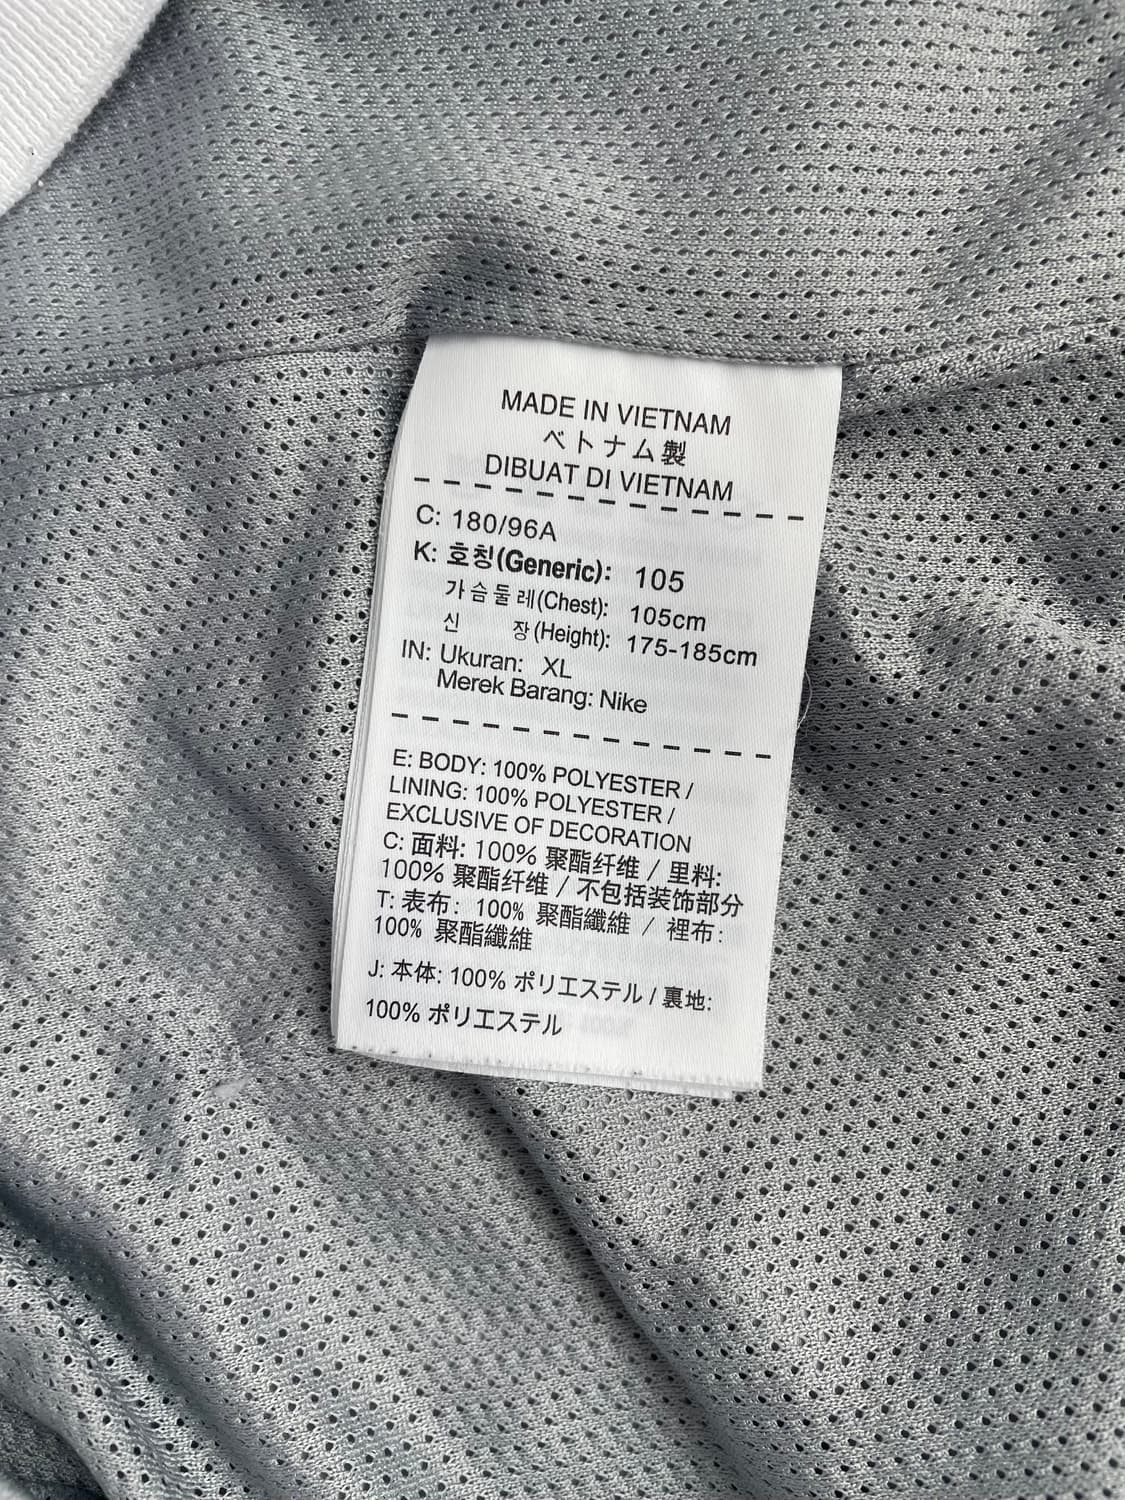 MADE IN VIETNAM
ベトナム製
DIBUAT DI VIETNAM
C: 180/96A
K: 호칭(Generic): 105
가슴둘레(Chest): 105cm
신 장(Height): 175-185cm
IN: Ukuran: XL
Merek Barang: Nike
E: BODY: 100% POLYESTER /
LINING: 100% POLYESTER /
EXCLUSIVE OF DECORATION
C: 面料: 100% 聚酯纤维 / 里料:
100% 聚酯纤维 / 不包括装饰部分
T: 表布: 100% 聚酯纖維 / 裡布:
100% 聚酯纖維
J: 本体: 100% ポリエステル / 裏地:
100% ポリエステル